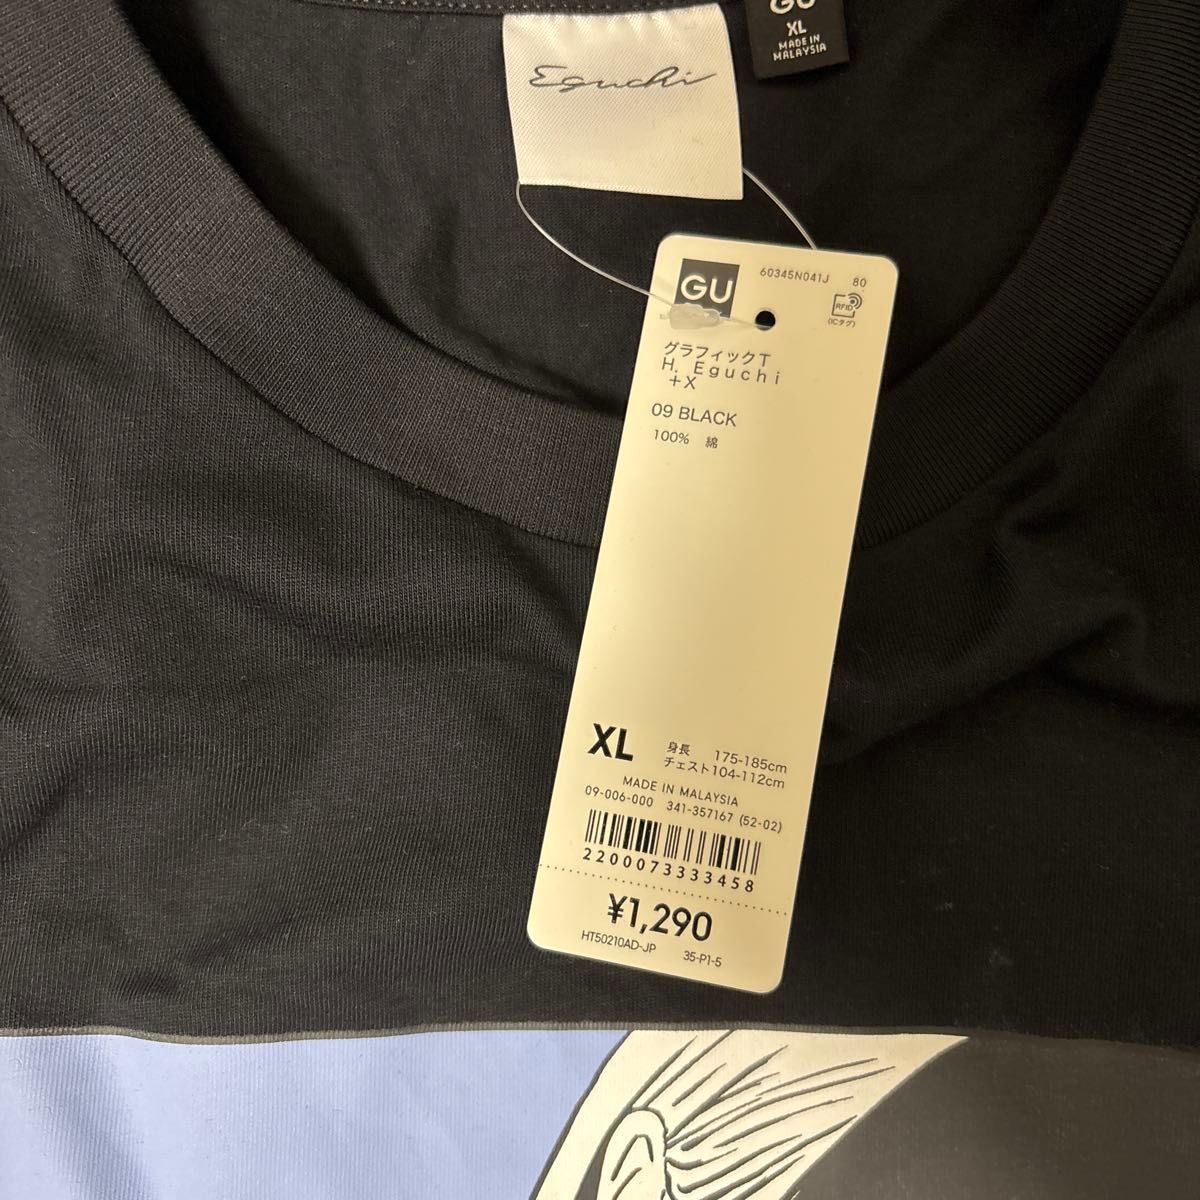 Eguchi
GU
XL
MADE IN
MALAYSIA
GU
60345N041J 80
RFID
(ICタグ)
グラフィックT
H. Eguchi
+X
09 BLACK
100% 綿
XL
身長 175-185cm
チェスト104-112cm
MADE IN MALAYSIA
09-006-000 341-357167 (52-02)
2200073333458
¥1,290
HT50210AD-JP 35-P1-5